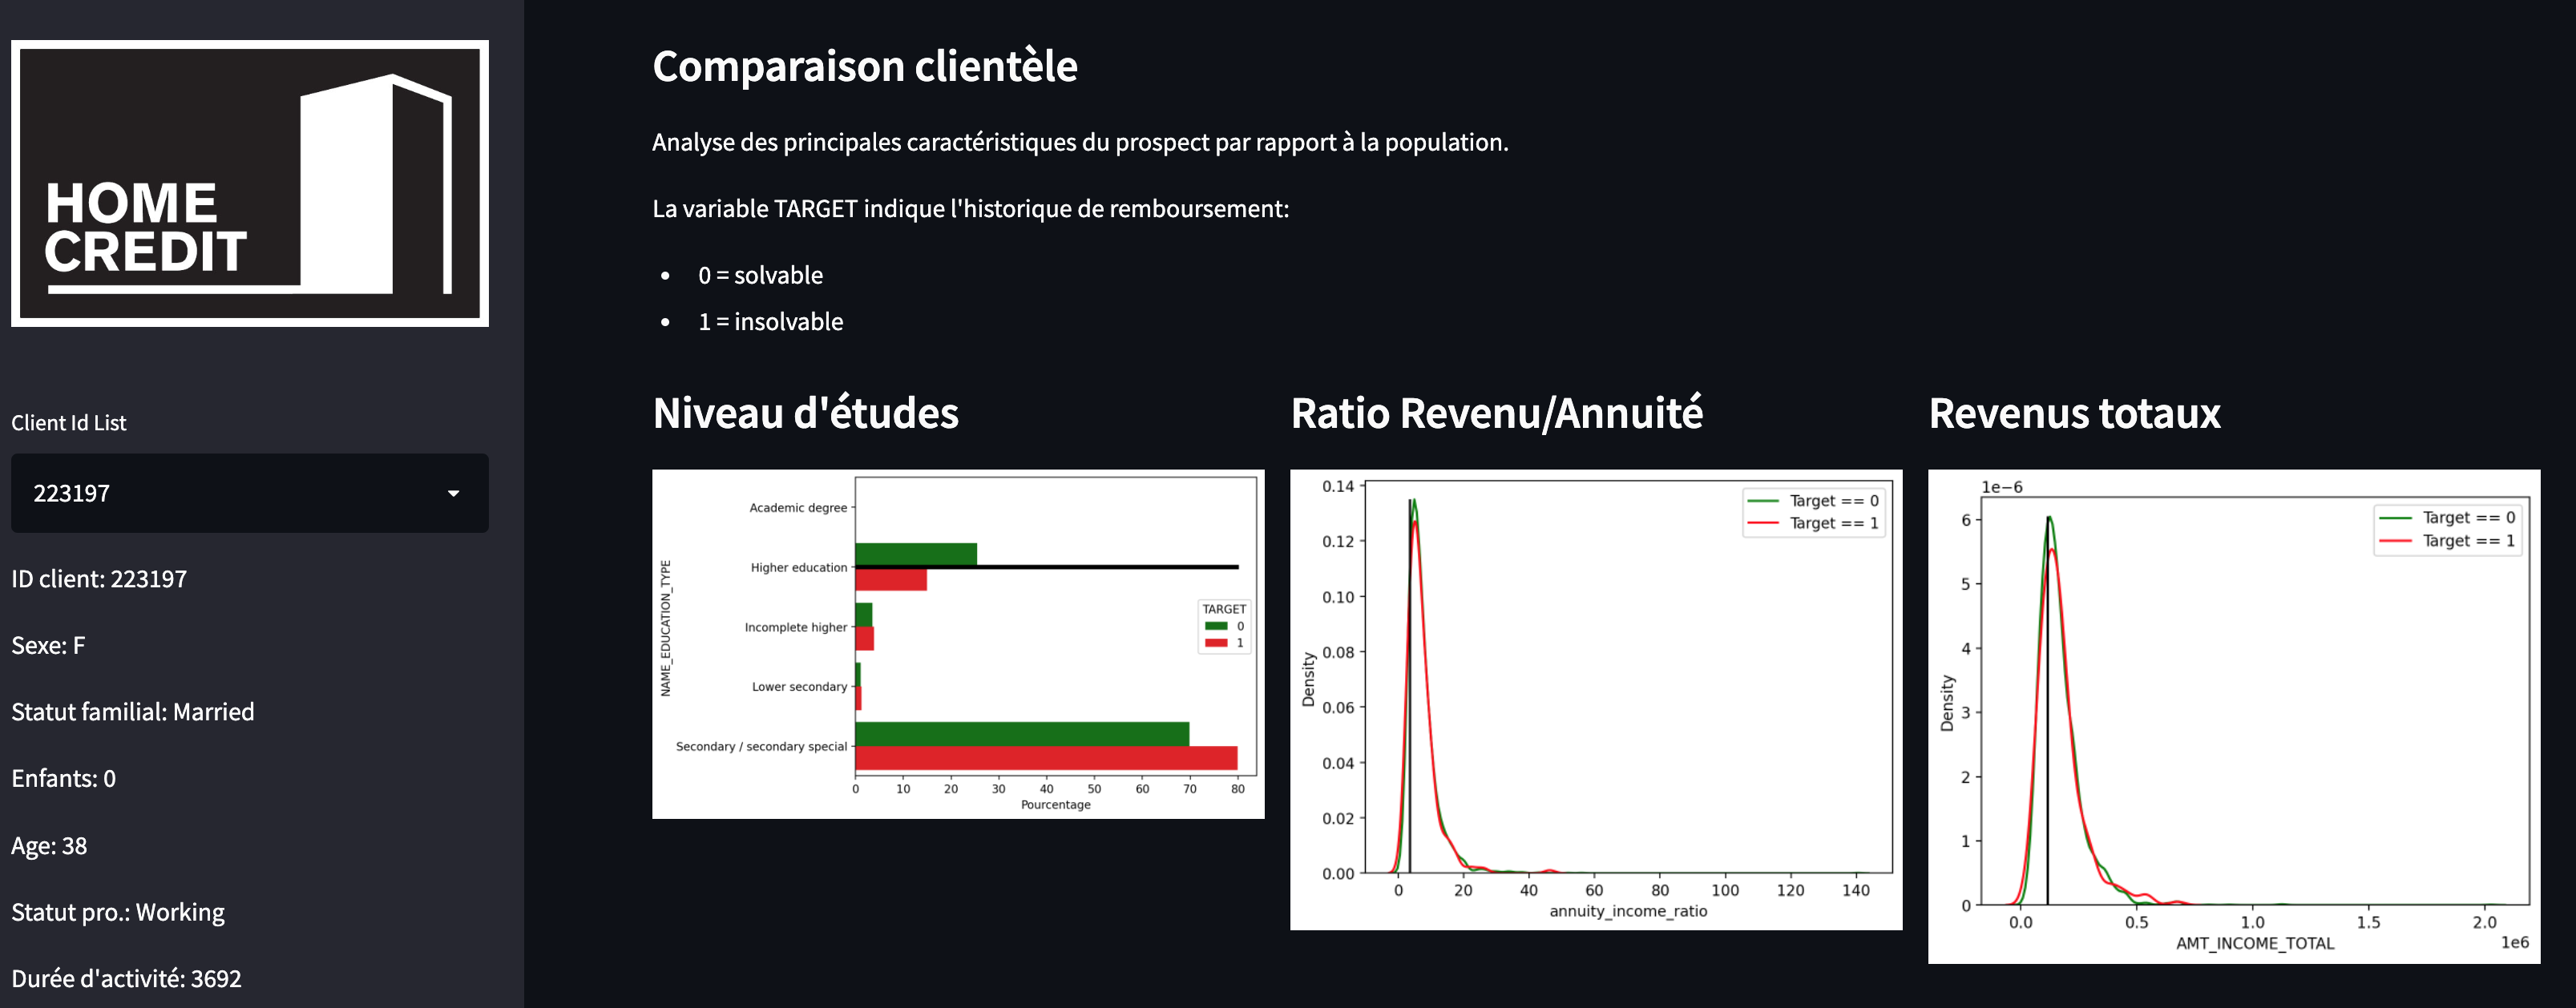 HOME
CREDIT
Client Id List
223197
ID client: 223197
Sexe: F
Statut familial: Married
Enfants: 0
Age: 38
Statut pro.: Working
Durée d'activité: 3692
Comparaison clientèle
Analyse des principales caractéristiques du prospect par rapport à la population.
La variable TARGET indique l'historique de remboursement:
0 = solvable
1 = insolvable
Niveau d'études
NAME_EDUCATION_TYPE
Academic degree
Higher education
Incomplete higher
Lower secondary
Secondary / secondary special
TARGET
0
1
0 10 20 30 40 50 60 70 80
Pourcentage
Ratio Revenu/Annuité
Target == 0
Target == 1
Density
0.14
0.12
0.10
0.08
0.06
0.04
0.02
0.00
0 20 40 60 80 100 120 140
annuity_income_ratio
Revenus totaux
1e−6
Target == 0
Target == 1
Density
6
5
4
3
2
1
0
0.0 0.5 1.0 1.5 2.0
1e6
AMT_INCOME_TOTAL